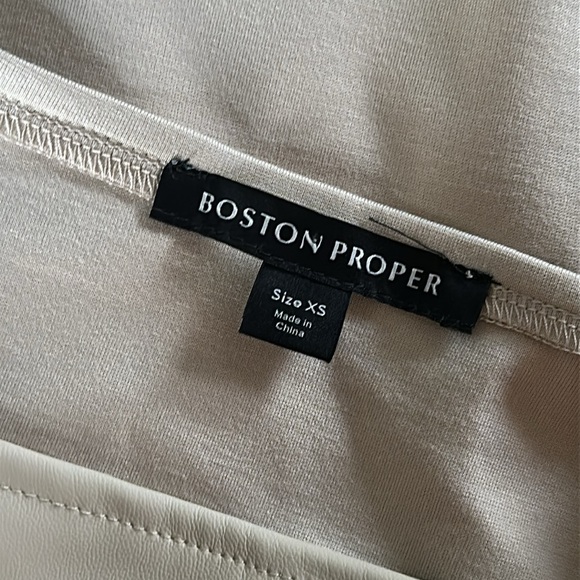 BOSTON PROPER
Size XS
Made in
China